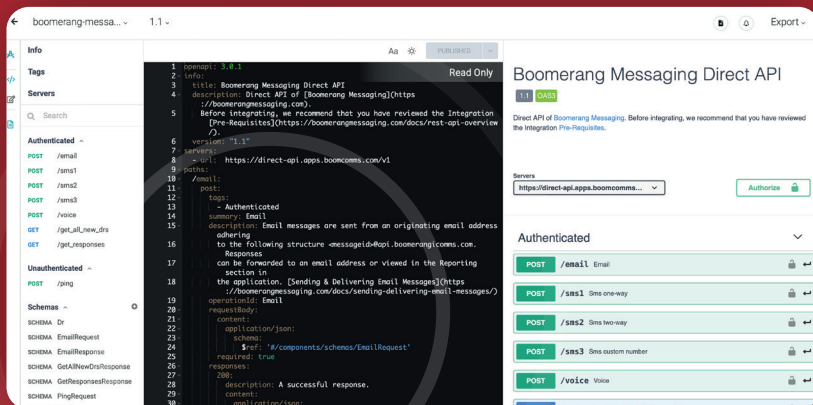 boomerang-messa...
1.1
Export
Info
Tags
Servers
Search
Authenticated
POST /email
POST /sms1
POST /sms2
POST /sms3
POST /voice
GET /get_all_new_drs
GET /get_responses
Unauthenticated
POST /ping
Schemas
SCHEMA Dr
SCHEMA EmailRequest
SCHEMA EmailResponse
SCHEMA GetAllNewDrsResponse
SCHEMA GetResponsesResponse
SCHEMA PingRequest
Aa
PUBLISHED
Read Only
1 openapi: 3.0.1
2 info:
3 title: Boomerang Messaging Direct API
4 description: Direct API of [Boomerang Messaging](https
://boomerangmessaging.com).
5 Before integrating, we recommend that you have reviewed the Integration
[Pre-Requisites](https://boomerangmessaging.com/docs/rest-api-overview
/).
6 version: "1.1"
7 servers:
8 - url: https://direct-api.apps.boomcomms.com/v1
9 paths:
10 /email:
11 post:
12 tags:
13 - Authenticated
14 summary: Email
15 description: Email messages are sent from an originating email address
adhering
16 to the following structure <messageid>@api.boomerangicomms.com.
Responses
17 can be forwarded to an email address or viewed in the Reporting
section in
18 the application. [Sending & Delivering Email Messages](https
://boomerangmessaging.com/docs/sending-delivering-email-messages/)
19 operationId: Email
20 requestBody:
21 content:
22 application/json:
23 schema:
24 $ref: '#/components/schemas/EmailRequest'
25 required: true
26 responses:
27 200:
28 description: A successful response.
29 content:
30 application/json:
Boomerang Messaging Direct API
1.1 OAS3
Direct API of Boomerang Messaging. Before integrating, we recommend that you have reviewed
the Integration Pre-Requisites.
Servers
https://direct-api.apps.boomcomms...
Authorize
Authenticated
POST /email Email
POST /sms1 Sms one-way
POST /sms2 Sms two-way
POST /sms3 Sms custom number
POST /voice Voice